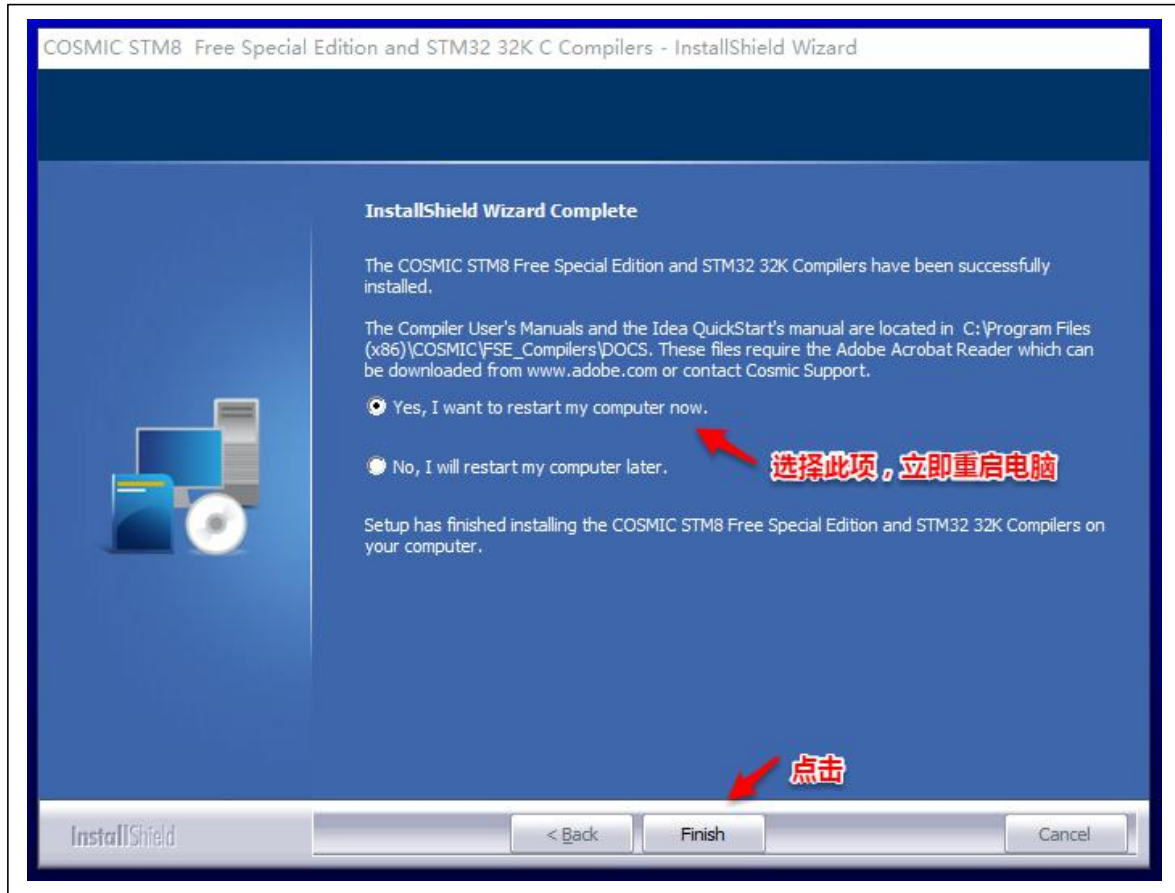 COSMIC STM8  Free Special Edition and STM32 32K C Compilers - InstallShield Wizard
InstallShield Wizard Complete
The COSMIC STM8 Free Special Edition and STM32 32K Compilers have been successfully
installed.
The Compiler User's Manuals and the Idea QuickStart's manual are located in  C:\Program Files
(x86)\COSMIC\FSE_Compilers\DOCS. These files require the Adobe Acrobat Reader which can
be downloaded from www.adobe.com or contact Cosmic Support.
Yes, I want to restart my computer now.
选择此项，立即重启电脑
No, I will restart my computer later.
Setup has finished installing the COSMIC STM8 Free Special Edition and STM32 32K Compilers on
your computer.
点击
InstallShield
< Back
Finish
Cancel